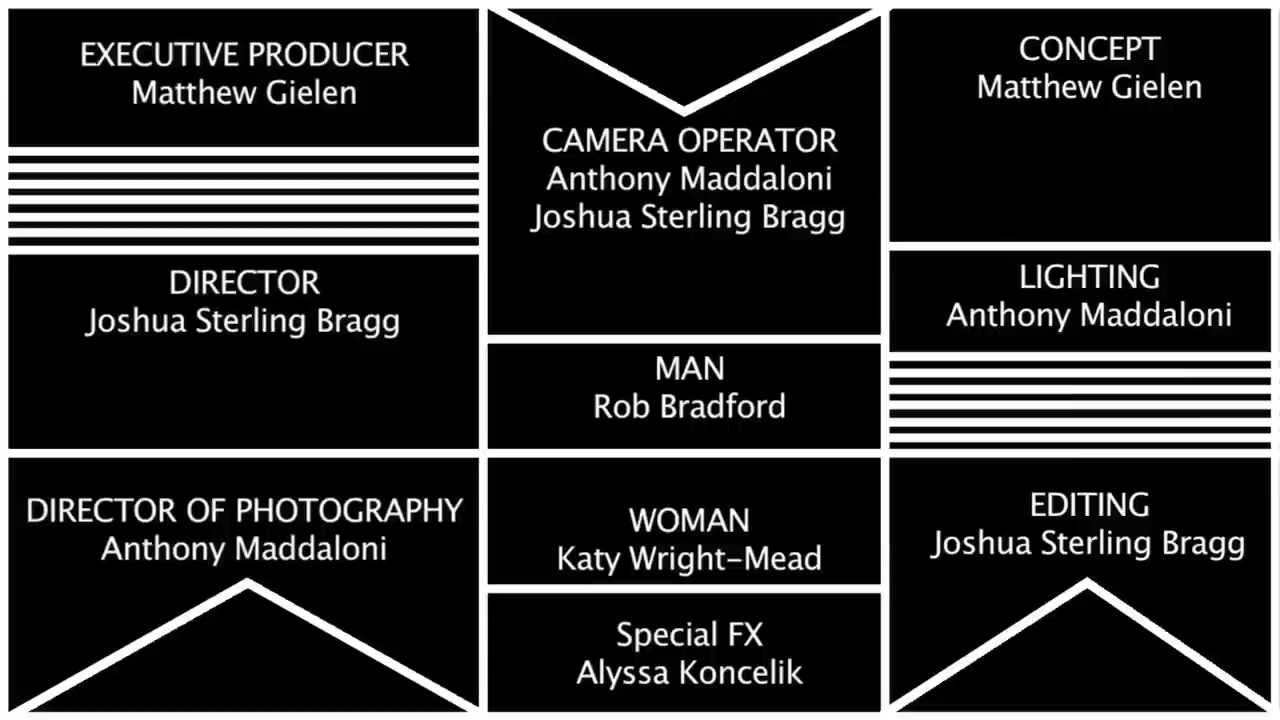 EXECUTIVE PRODUCER
Matthew Gielen
DIRECTOR
Joshua Sterling Bragg
DIRECTOR OF PHOTOGRAPHY
Anthony Maddaloni
CAMERA OPERATOR
Anthony Maddaloni
Joshua Sterling Bragg
MAN
Rob Bradford
WOMAN
Katy Wright-Mead
Special FX
Alyssa Koncelik
CONCEPT
Matthew Gielen
LIGHTING
Anthony Maddaloni
EDITING
Joshua Sterling Bragg